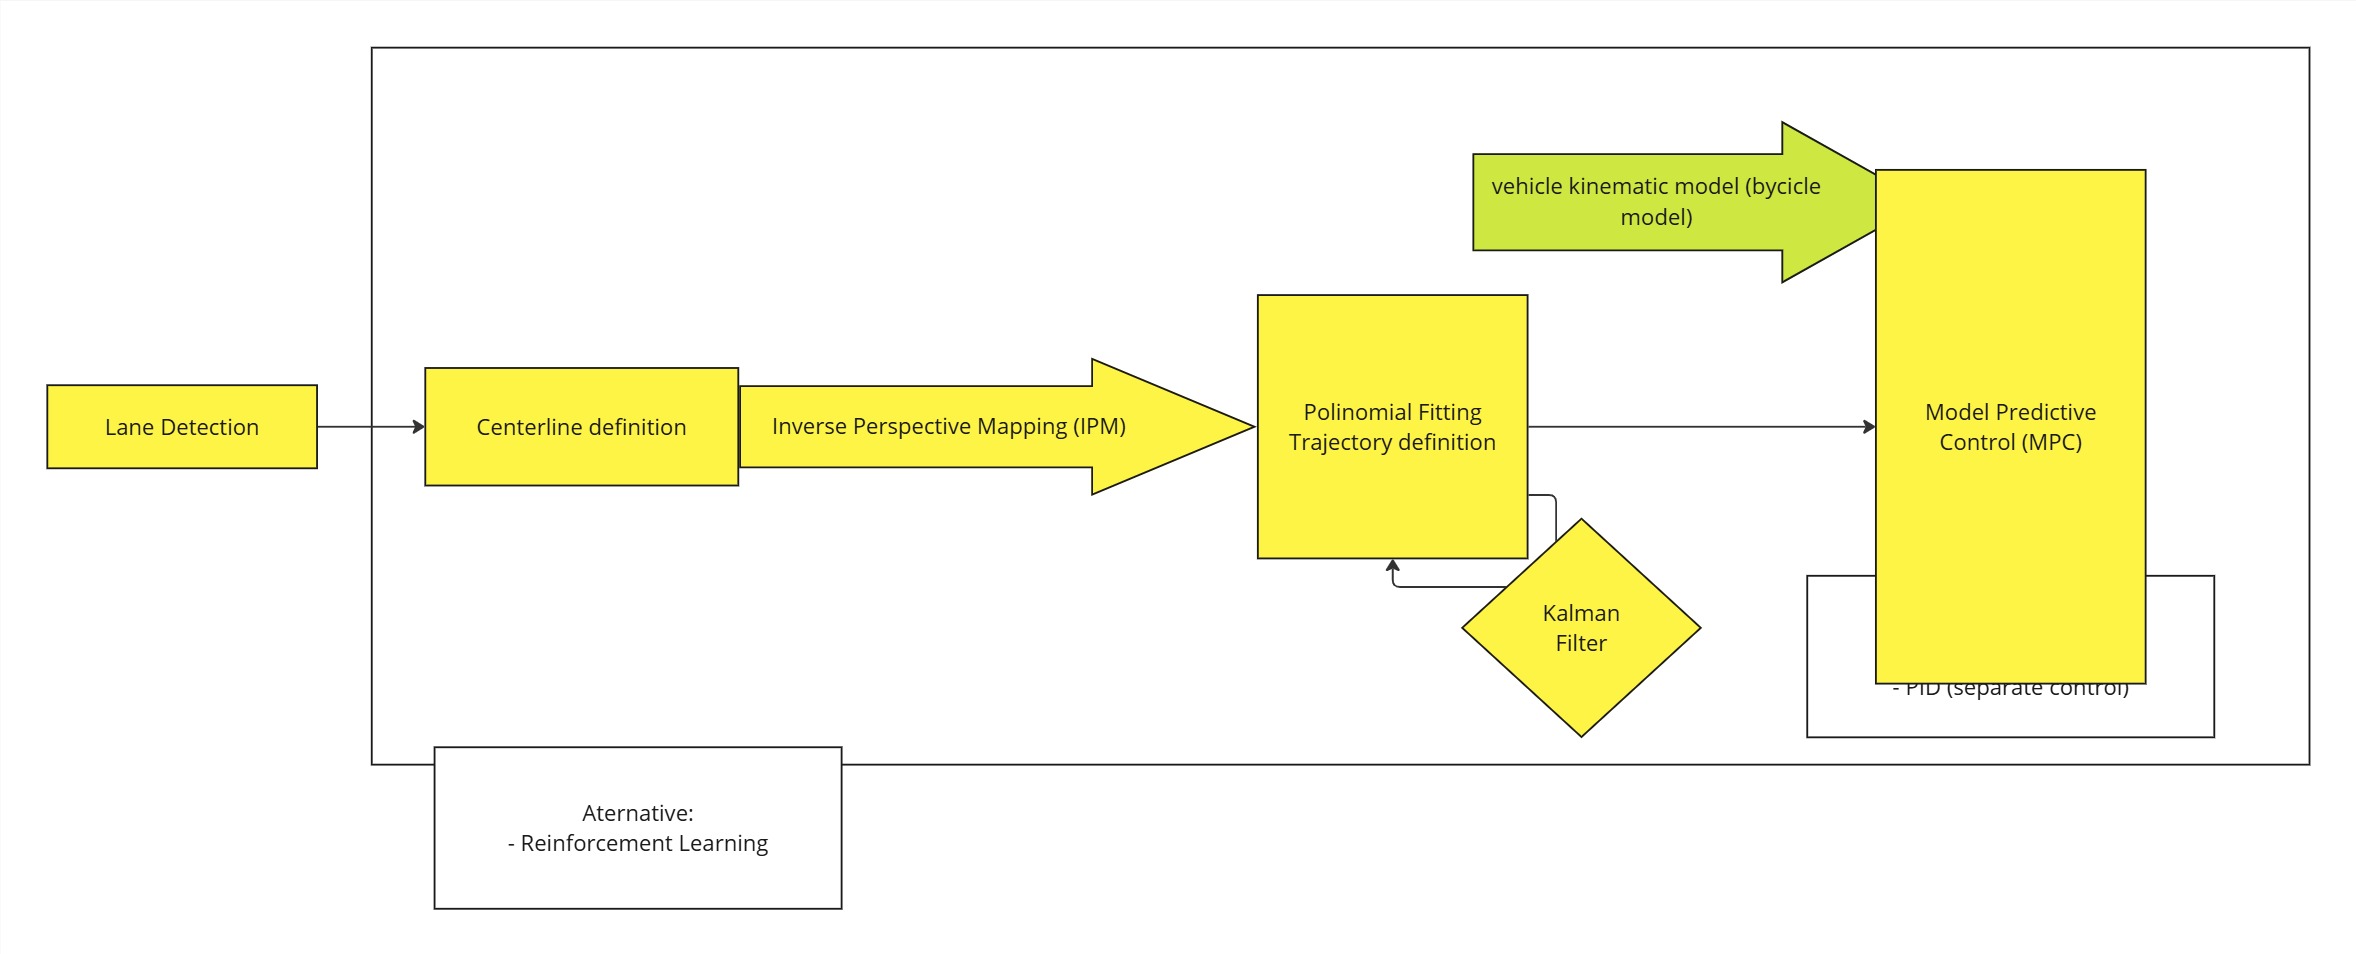 Lane Detection
Centerline definition
Inverse Perspective Mapping (IPM)
Polinomial Fitting
Trajectory definition
vehicle kinematic model (bycicle
model)
Model Predictive
Control (MPC)
Kalman
Filter
- PID (separate control)
Aternative:
- Reinforcement Learning